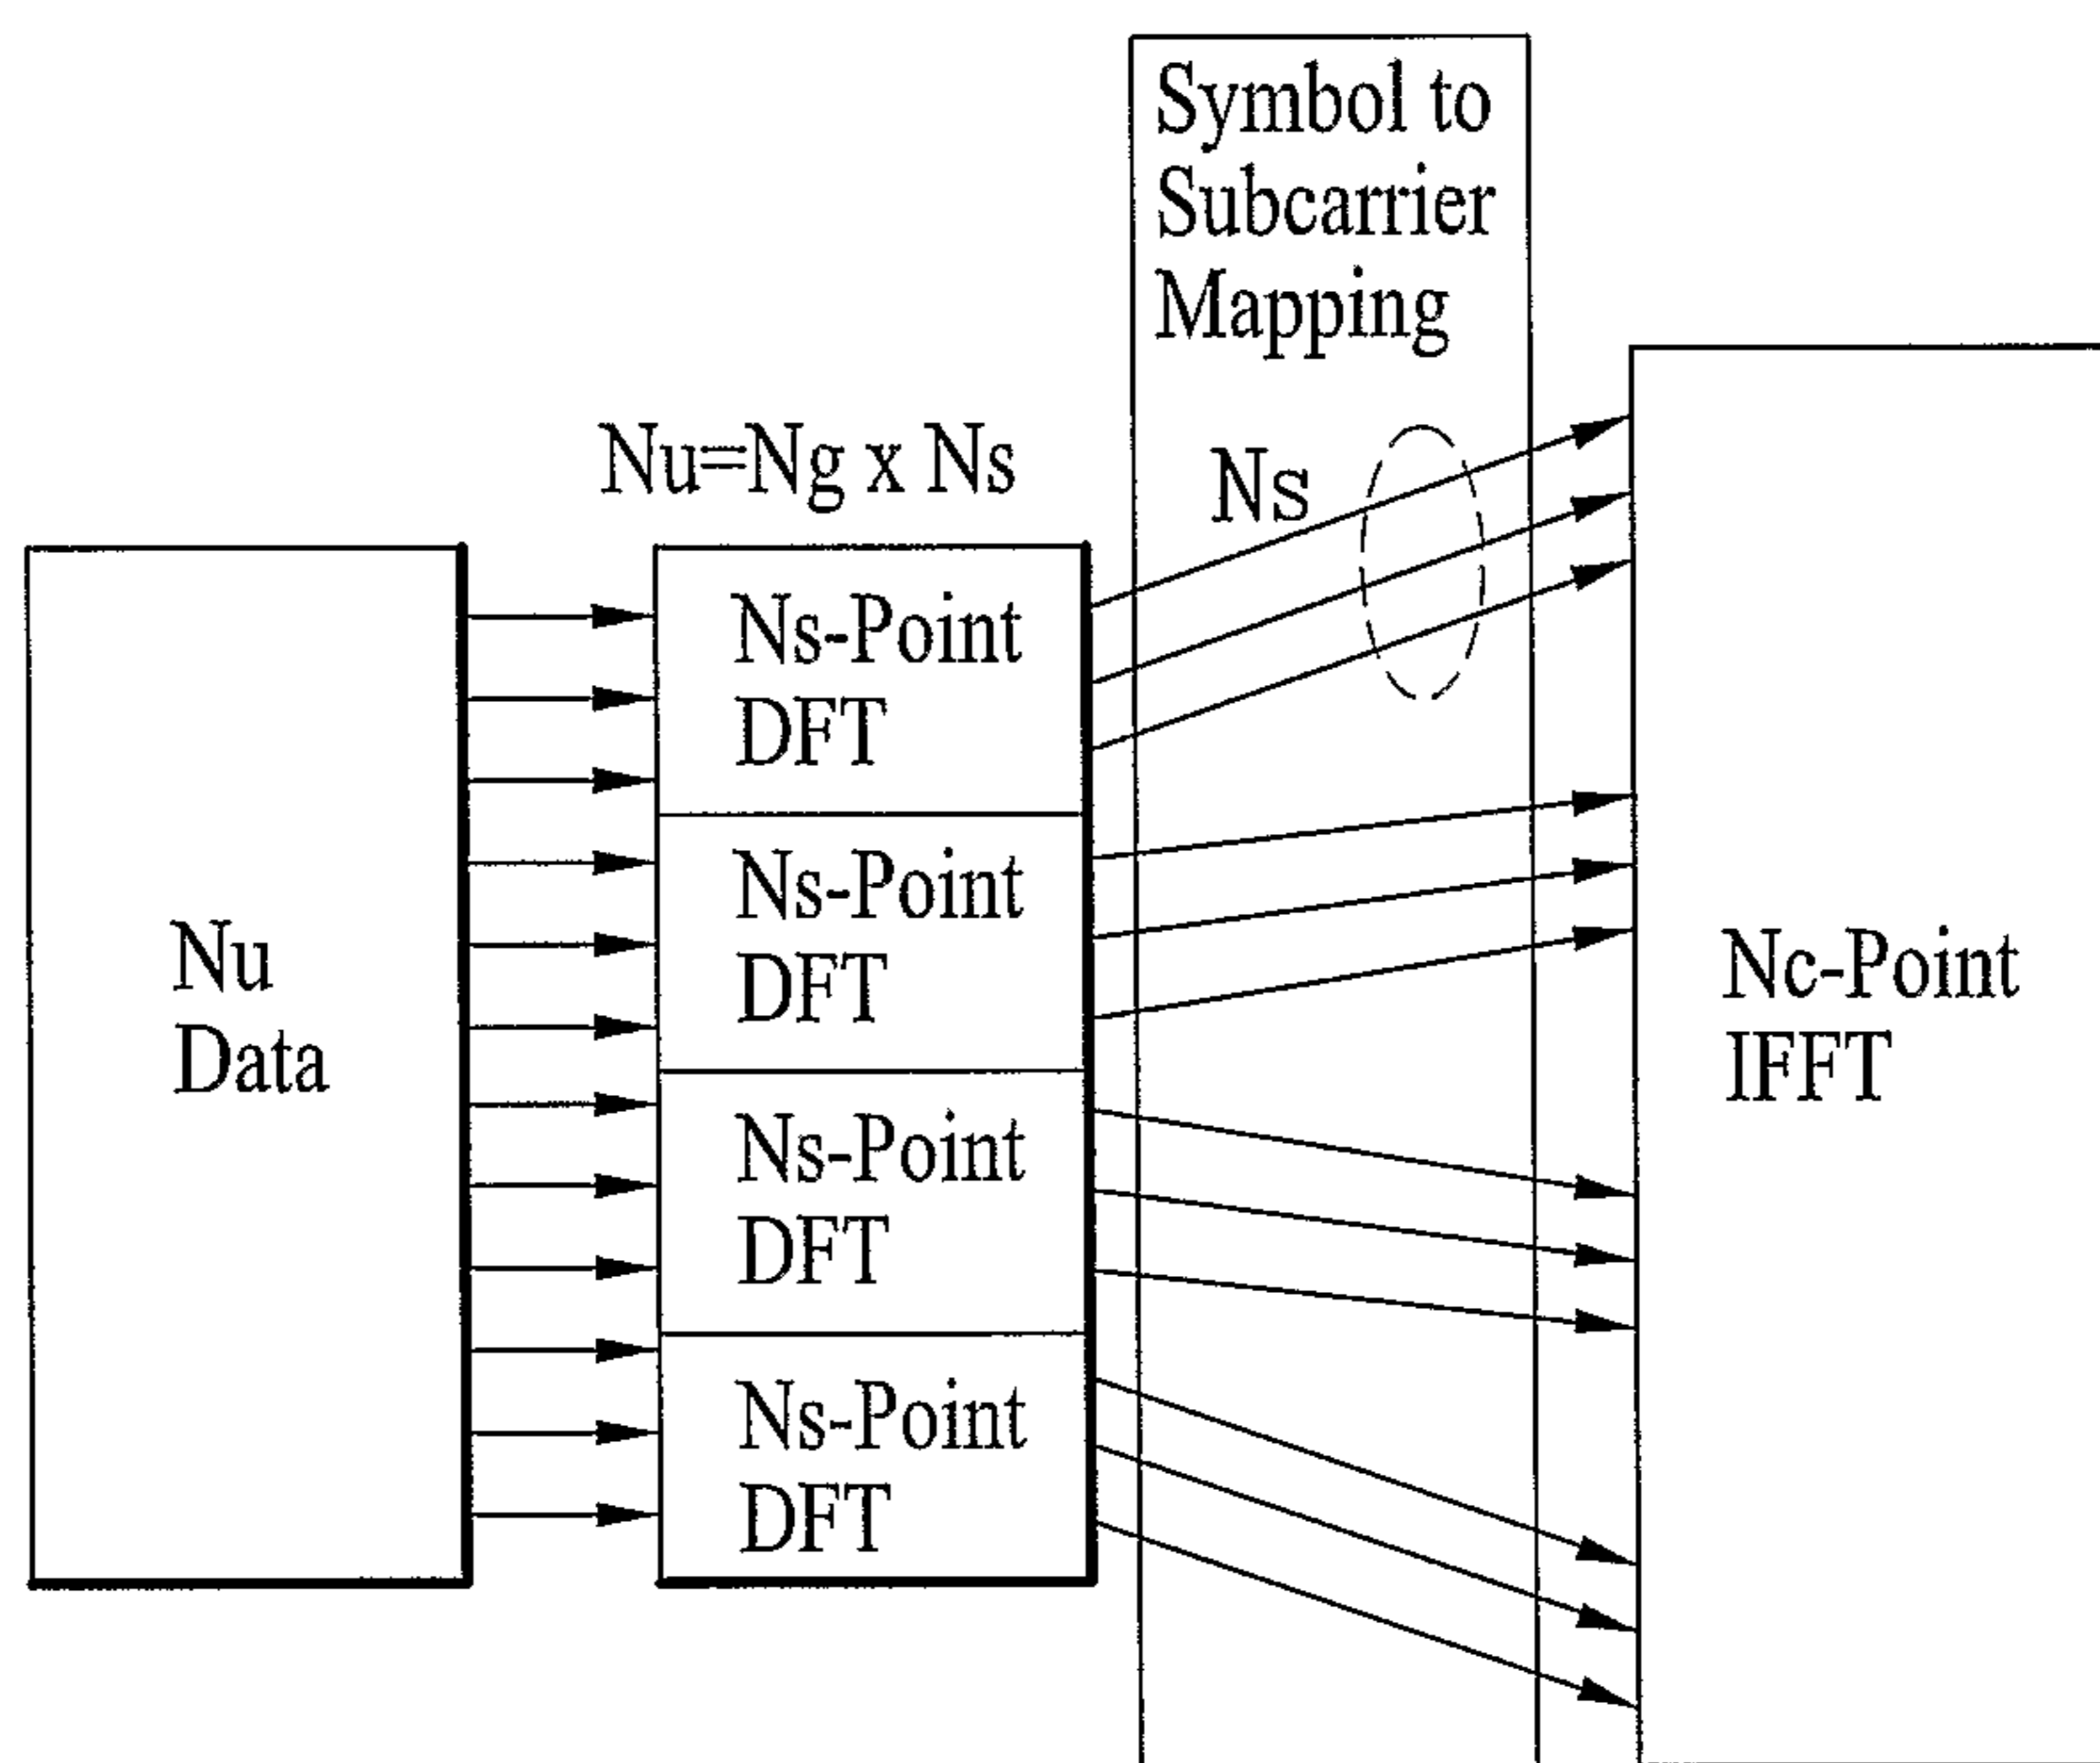 Symbol to
Subcarrier
Mapping
Nu=Ng x Ns
Ns
Nu
Data
Ns-Point
DFT
Ns-Point
DFT
Ns-Point
DFT
Ns-Point
DFT
Nc-Point
IFFT